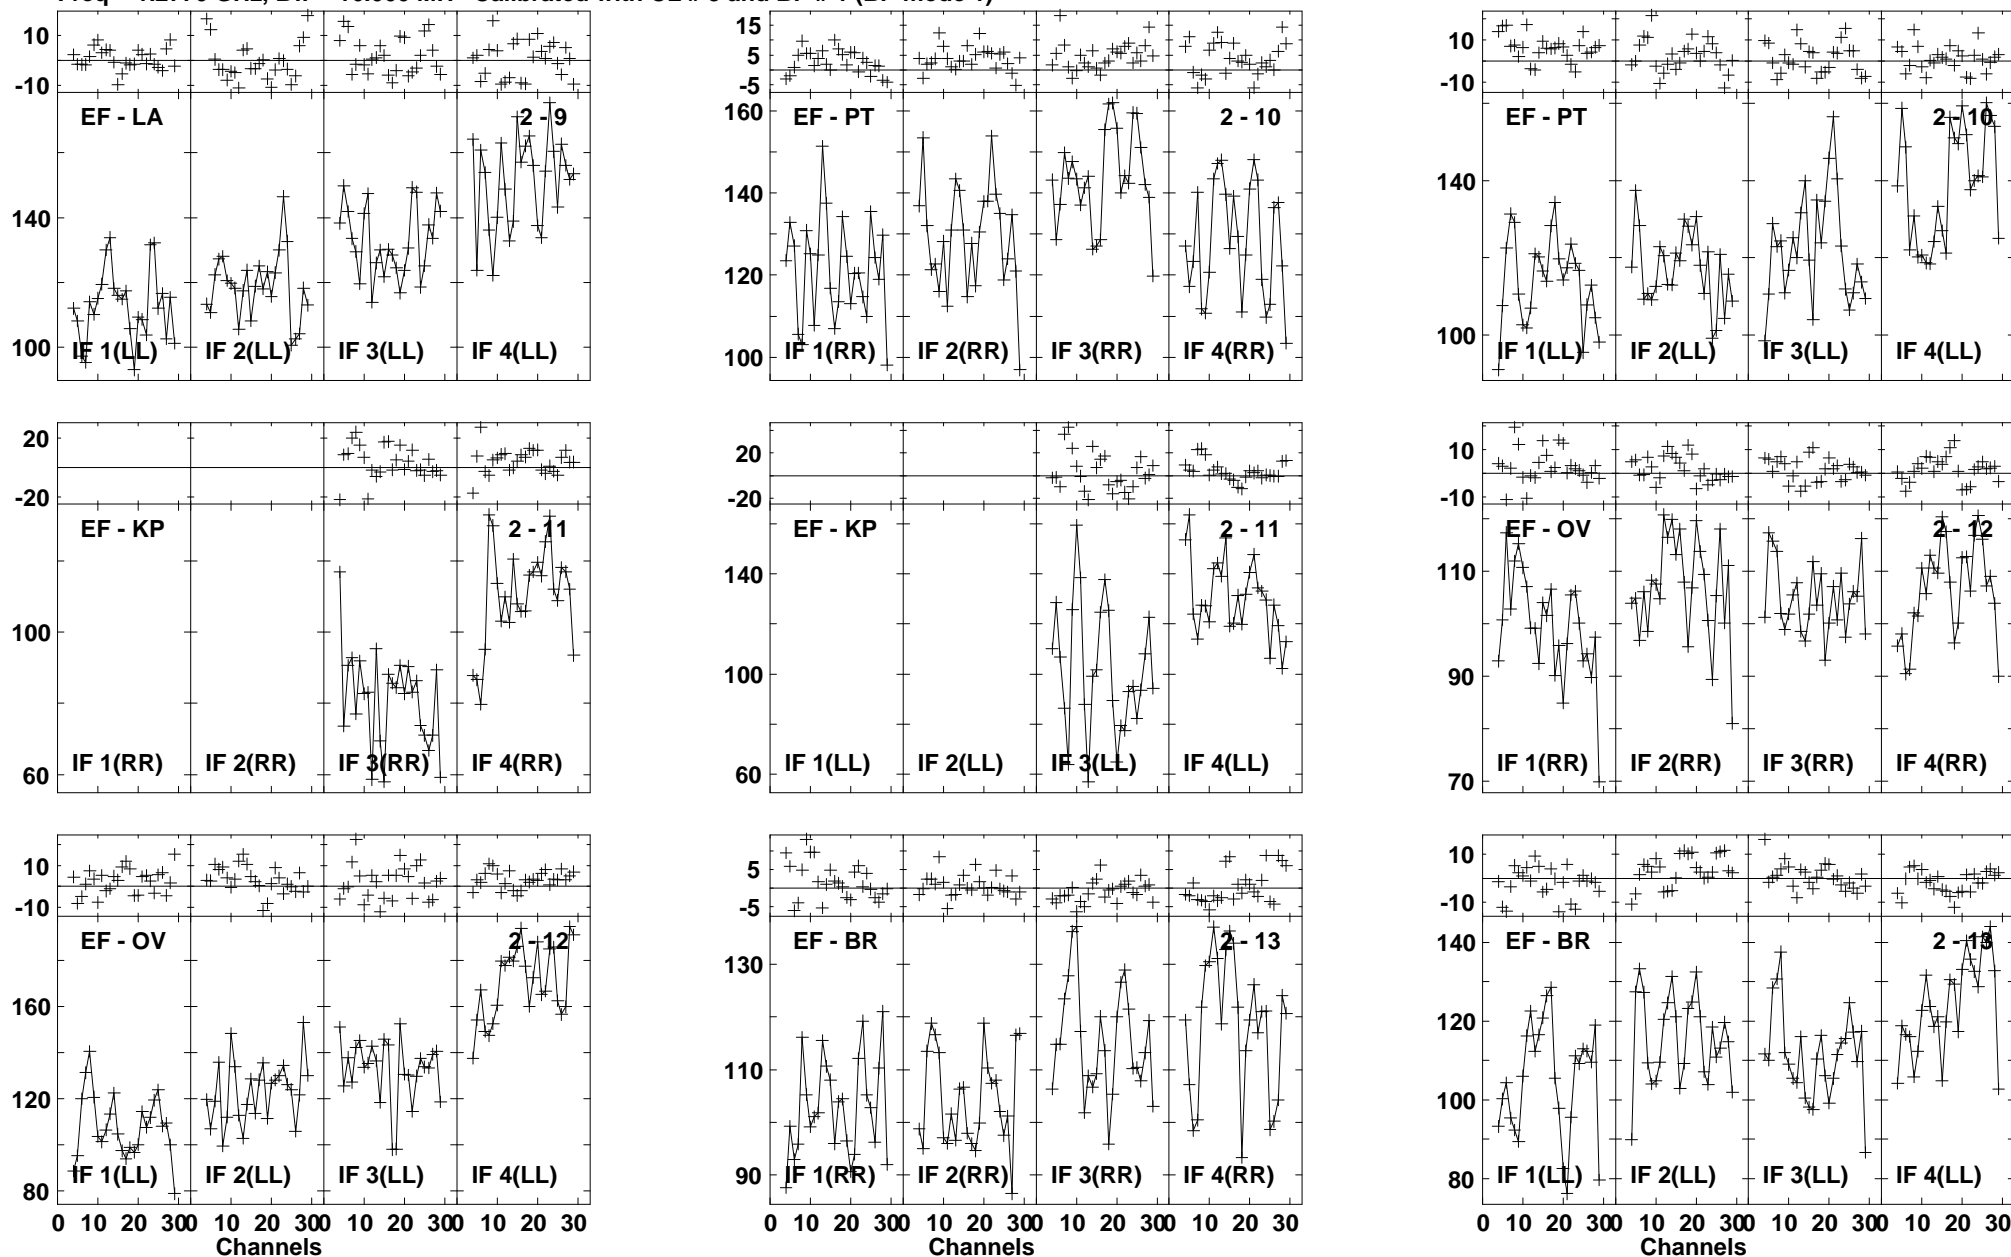 10 15 10
5
-10 -5 -10
EF - LA 2 - 9 160 EF - PT 2 - 10 EF - PT 2 - 10
140 140 140
120
100 IF 1(LL) IF 2(LL) IF 3(LL) IF 4(LL) 100 IF 1(RR) IF 2(RR) IF 3(RR) IF 4(RR) 100 IF 1(LL) IF 2(LL) IF 3(LL) IF 4(LL)
20 20 10
-20 -20 -10
EF - KP 2 - 11 EF - KP 2 - 11 EF - OV 2 - 12
140 110
100 100 90
IF 1(RR) IF 2(RR) IF 3(RR) IF 4(RR) IF 1(LL) IF 2(LL) IF 3(LL) IF 4(LL) IF 1(RR) IF 2(RR) IF 3(RR) IF 4(RR)
60 60 70
10 5 10
-10 -5 -10
EF - OV 2 - 12 EF - BR 2 - 13 EF - BR 2 - 13
160 130 140
120 110 120
100
80 IF 1(LL) IF 2(LL) IF 3(LL) IF 4(LL) 90 IF 1(RR) IF 2(RR) IF 3(RR) IF 4(RR) 80 IF 1(LL) IF 2(LL) IF 3(LL) IF 4(LL)
0 10 20 30 0 10 20 30 0 10 20 30 0 10 20 30 0 10 20 30 0 10 20 30 0 10 20 30 0 10 20 30 0 10 20 30 0 10 20 30 0 10 20 30 0 10 20 30
Channels Channels Channels